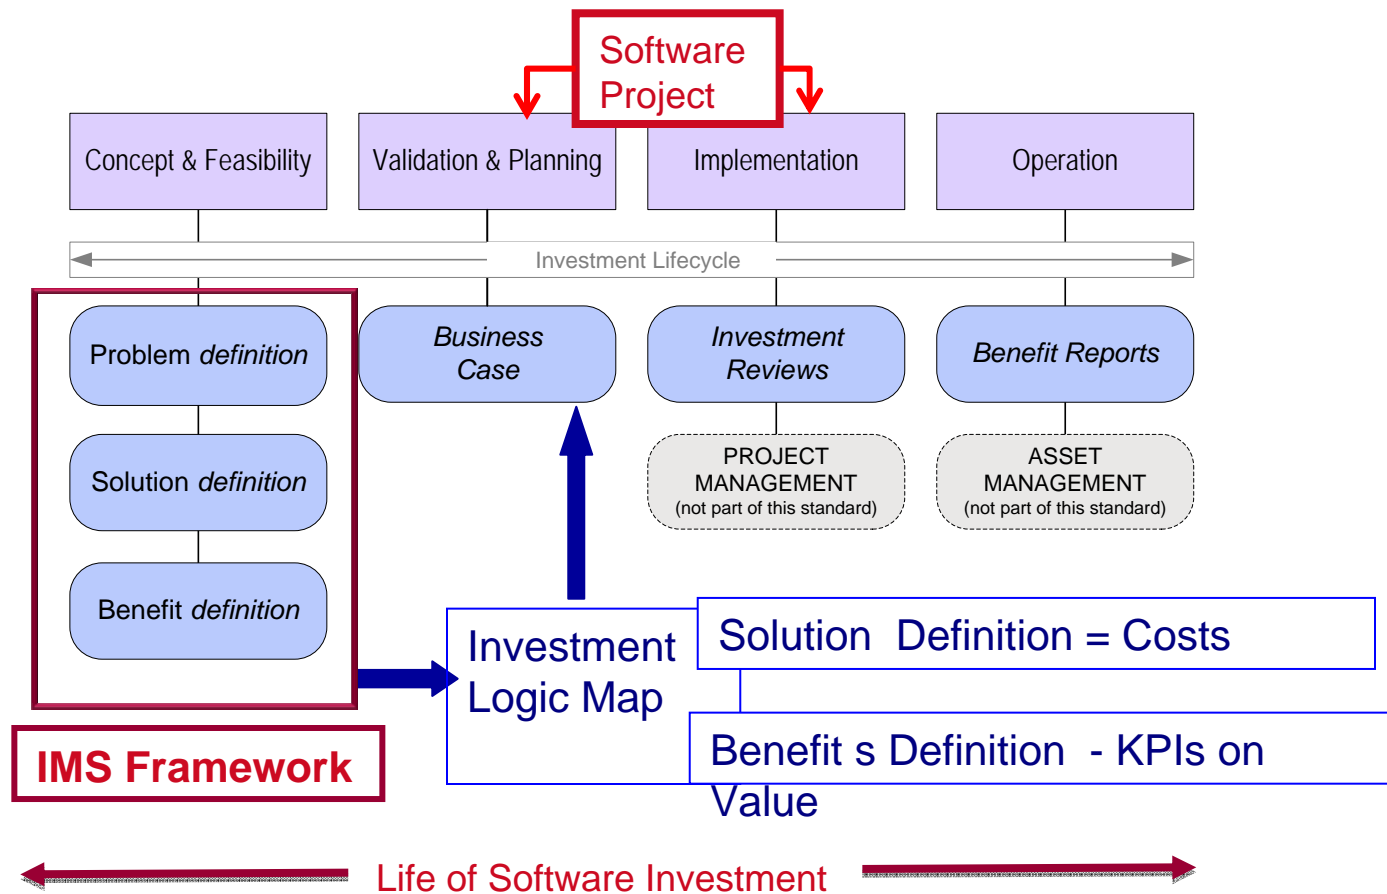 Software
Project
Concept & Feasibility
Validation & Planning
Implementation
Operation
Investment Lifecycle
Problem definition
Business
Case
Investment
Reviews
Benefit Reports
Solution definition
PROJECT
MANAGEMENT
(not part of this standard)
ASSET
MANAGEMENT
(not part of this standard)
Benefit definition
Investment
Logic Map
Solution Definition = Costs
Benefit s Definition - KPIs on
Value
IMS Framework
Life of Software Investment